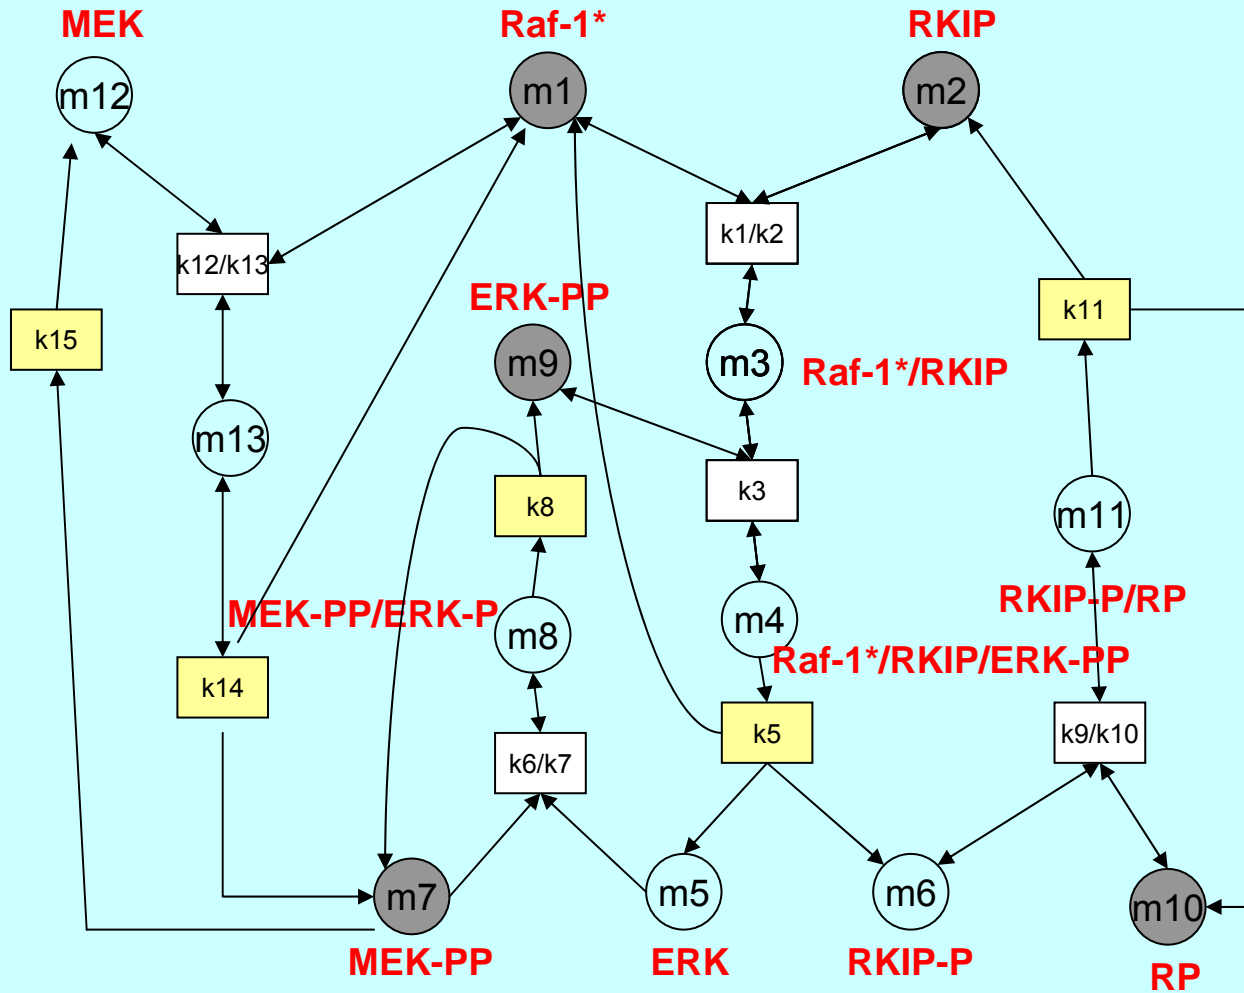 MEK
Raf-1*
RKIP
m12
m1
m2
k12/k13
k1/k2
ERK-PP
k15
k11
m9
m3
Raf-1*/RKIP
m13
k8
k3
m11
MEK-PP/ERK-P
m8
m4
RKIP-P/RP
Raf-1*/RKIP/ERK-PP
k14
k5
k9/k10
k6/k7
m7
m5
m6
m10
MEK-PP
ERK
RKIP-P
RP